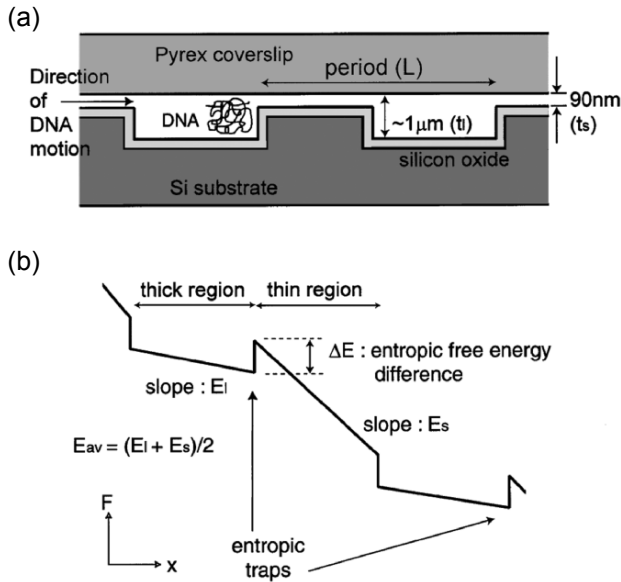 (a)
Pyrex coverslip
Direction
of
DNA
motion
period (L)
DNA
~1μm (tl)
90nm
(ts)
silicon oxide
Si substrate
(b)
thick region
thin region
ΔE : entropic free energy
difference
slope : El
slope : Es
Eav = (El + Es)/2
F
x
entropic
traps